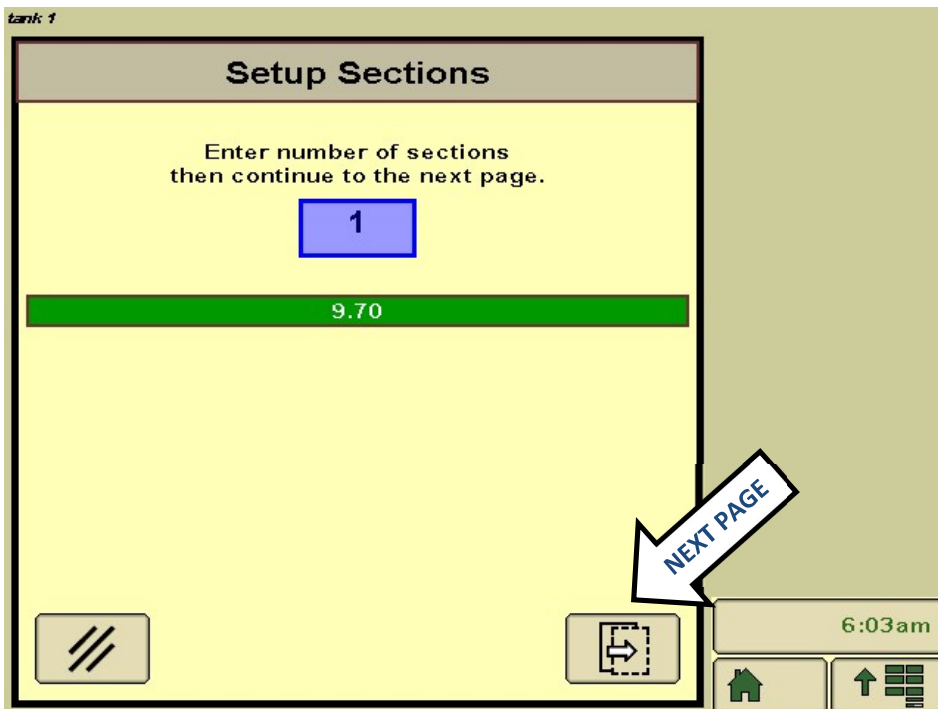 tank 1
Setup Sections
Enter number of sections
then continue to the next page.
1
9.70
NEXT PAGE
6:03am